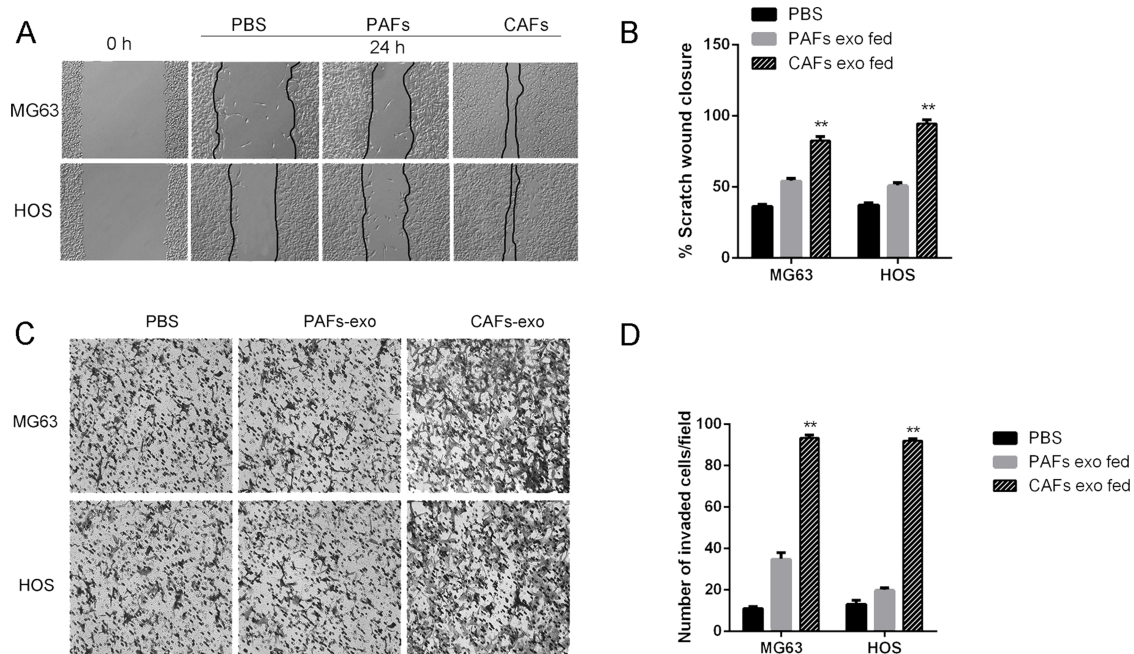 A
PBS PAFs CAFs
0 h
24 h
MG63
HOS
B
PBS
PAFs exo fed
CAFs exo fed
% Scratch wound closure
150
100
50
0
**
**
MG63 HOS
C
PBS PAFs-exo CAFs-exo
MG63
HOS
D
Number of invaded cells/field
100
80
60
40
20
0
**
**
MG63 HOS
PBS
PAFs exo fed
CAFs exo fed